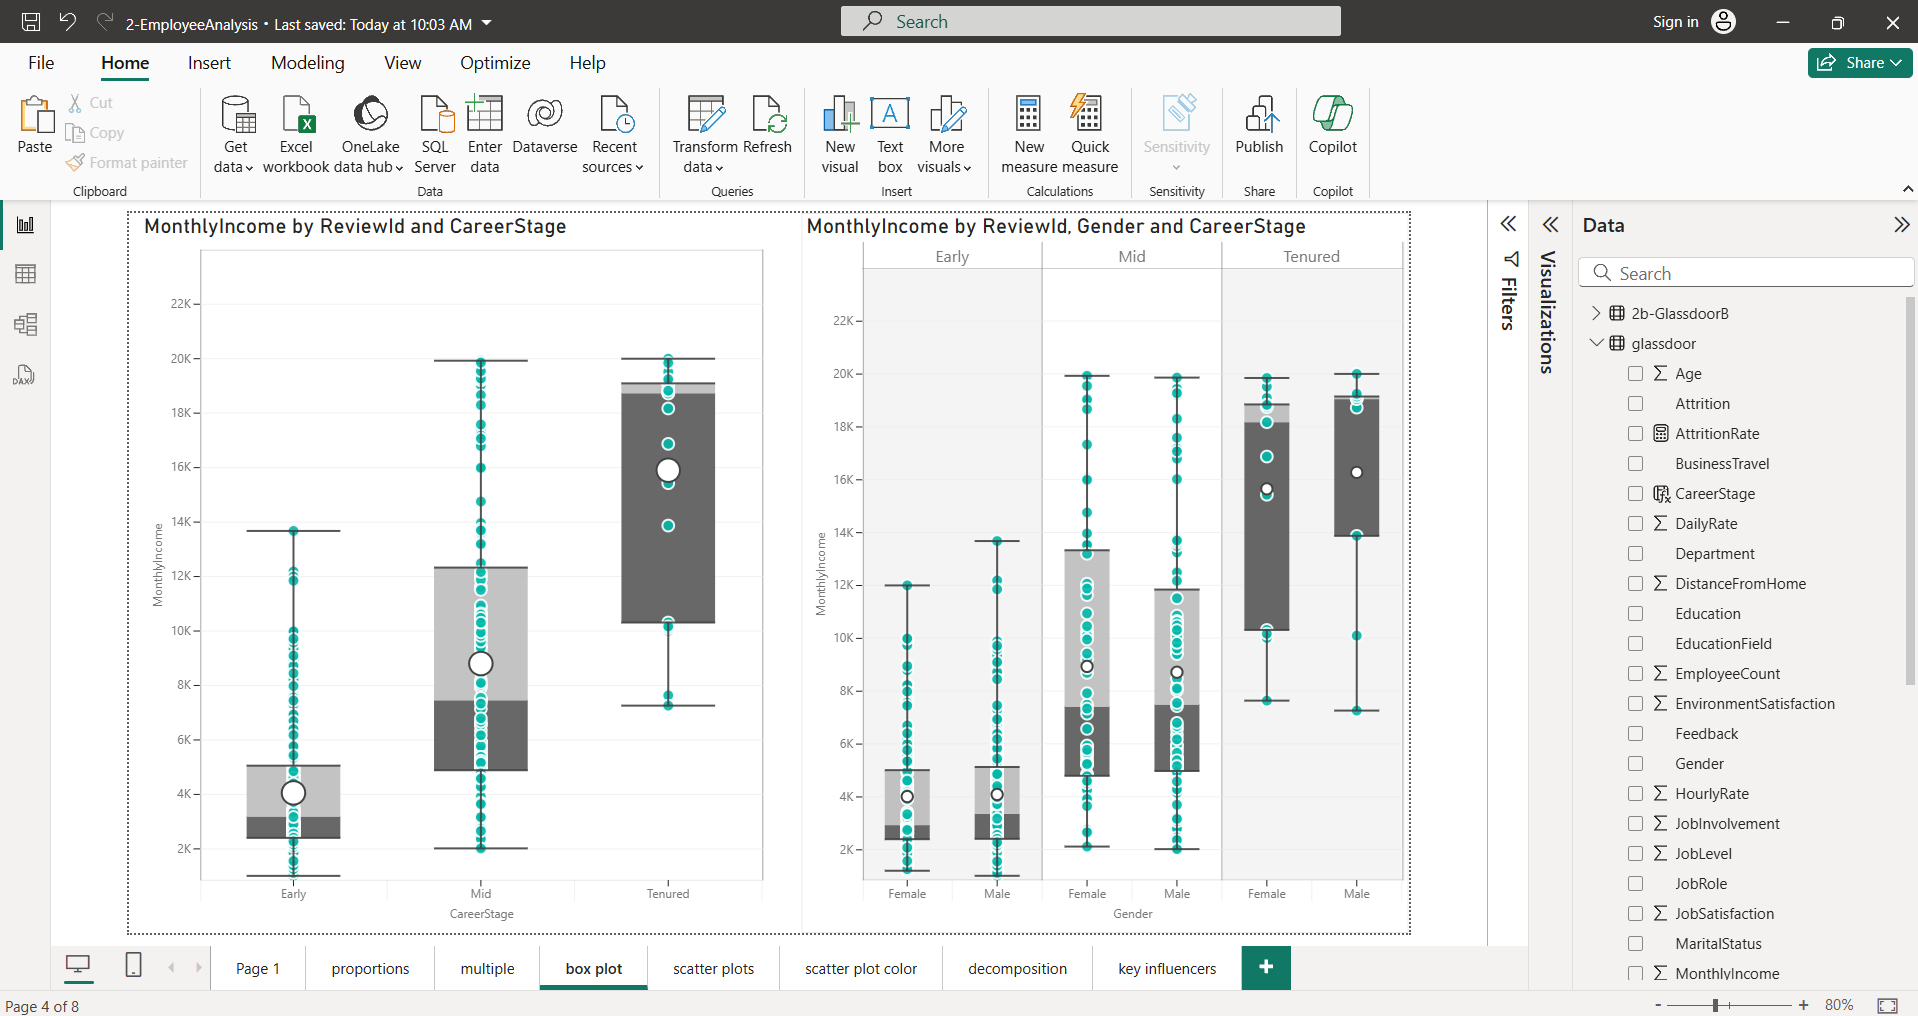 2-EmployeeAnalysis • Last saved: Today at 10:03 AM
Search
Sign in
File
Home
Insert
Modeling
View
Optimize
Help
Share
Paste
Cut
Copy
Format painter
Clipboard
Get data
Excel workbook
OneLake data hub
SQL Server
Enter data
Dataverse
Recent sources
Data
Transform data
Refresh
Queries
New visual
Text box
More visuals
Insert
New measure
Quick measure
Calculations
Sensitivity
Sensitivity
Publish
Share
Copilot
Copilot
DAX
MonthlyIncome by ReviewId and CareerStage
22K
20K
18K
16K
14K
12K
10K
8K
6K
4K
2K
MonthlyIncome
Early
Mid
Tenured
CareerStage
MonthlyIncome by ReviewId, Gender and CareerStage
Early
Mid
Tenured
22K
20K
18K
16K
14K
12K
10K
8K
6K
4K
2K
MonthlyIncome
Female
Male
Female
Male
Female
Male
Gender
Filters
Visualizations
Data
Search
2b-GlassdoorB
glassdoor
Age
Attrition
AttritionRate
BusinessTravel
CareerStage
DailyRate
Department
DistanceFromHome
Education
EducationField
EmployeeCount
EnvironmentSatisfaction
Feedback
Gender
HourlyRate
JobInvolvement
JobLevel
JobRole
JobSatisfaction
MaritalStatus
MonthlyIncome
Page 1
proportions
multiple
box plot
scatter plots
scatter plot color
decomposition
key influencers
+
Page 4 of 8
- + 80%